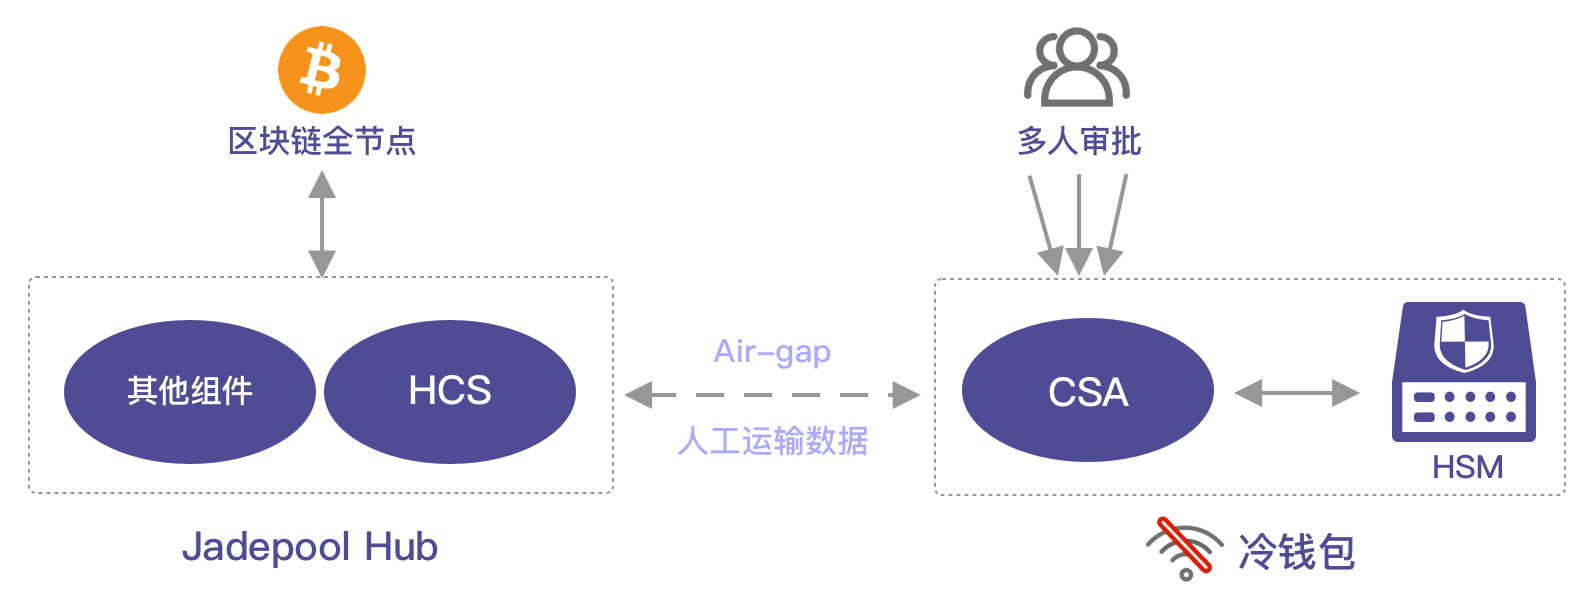 区块链全节点
多人审批
其他组件
HCS
Air-gap
人工运输数据
CSA
HSM
Jadepool Hub
冷钱包